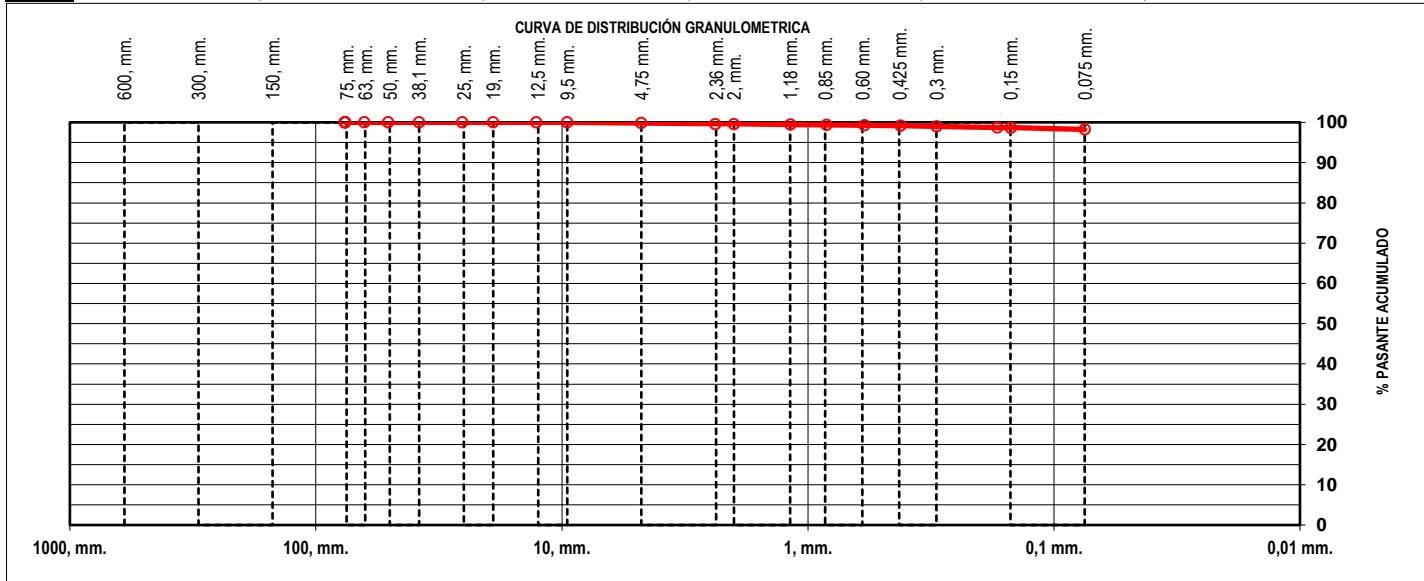 CURVA DE DISTRIBUCIÓN GRANULOMETRICA
600, mm.
300, mm.
150, mm.
75, mm.
63, mm.
50, mm.
38,1 mm.
25, mm.
19, mm.
12,5 mm.
9,5 mm.
4,75 mm.
2,36 mm.
2, mm.
1,18 mm.
0,85 mm.
0,60 mm.
0,425 mm.
0,3 mm.
0,15 mm.
0,075 mm.
100
90
80
70
60
50
40
30
20
10
0
% PASANTE ACUMULADO
1000, mm.
100, mm.
10, mm.
1, mm.
0,1 mm.
0,01 mm.